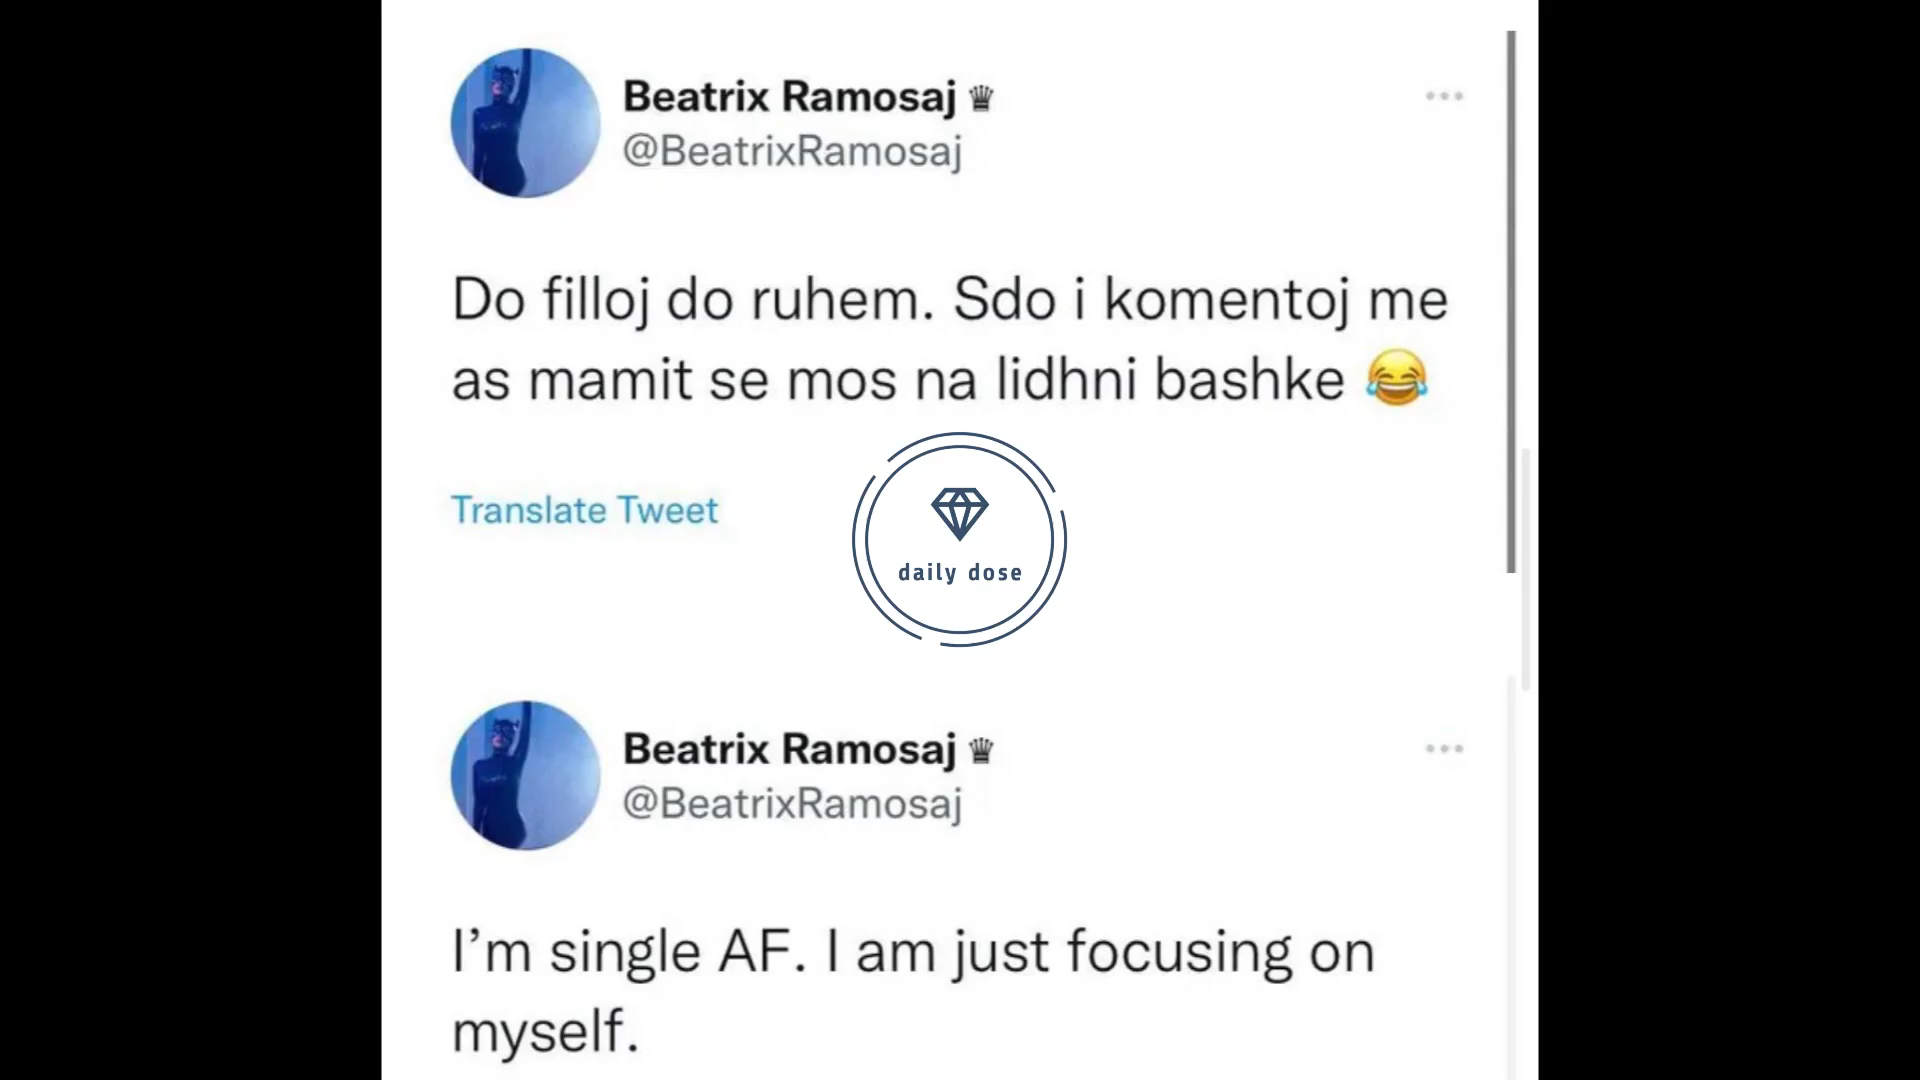 Beatrix Ramosaj ♛
@BeatrixRamosaj
Do filloj do ruhem. Sdo i komentoj me
as mamit se mos na lidhni bashke 😂
Translate Tweet
daily dose
Beatrix Ramosaj ♛
@BeatrixRamosaj
I’m single AF. I am just focusing on
myself.